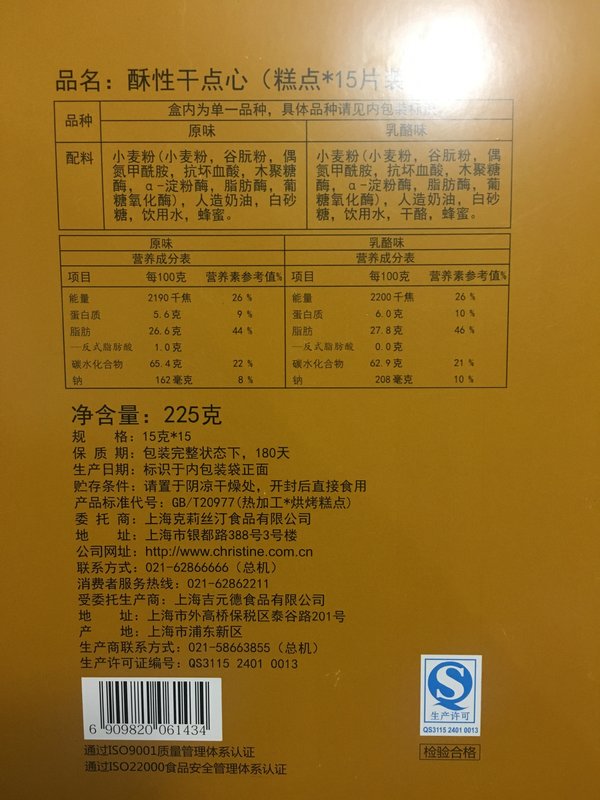 品名：酥性干点心（糕点*15片装
品种
盒内为单一品种，具体品种请见内包装标示
原味 乳酪味
配料
小麦粉(小麦粉，谷朊粉，偶
氮甲酰胺，抗坏血酸，木聚糖
酶，α-淀粉酶，脂肪酶，葡
糖氧化酶)，人造奶油，白砂
糖，饮用水，蜂蜜。
小麦粉(小麦粉，谷朊粉，偶
氮甲酰胺，抗坏血酸，木聚糖
酶，α-淀粉酶，脂肪酶，葡
糖氧化酶)，人造奶油，白砂
糖，饮用水，干酪，蜂蜜。
原味 乳酪味
营养成分表 营养成分表
项目 每100克 营养素参考值% 项目 每100克 营养素参考值%
能量 2190千焦 26 % 能量 2200千焦 26 %
蛋白质 5.6克 9 % 蛋白质 6.0克 10 %
脂肪 26.6克 44 % 脂肪 27.8克 46 %
—反式脂肪酸 1.0克 —反式脂肪酸 0.0克
碳水化合物 65.4克 22 % 碳水化合物 62.9克 21 %
钠 162毫克 8 % 钠 208毫克 10 %
净含量：225克
规 格：15克*15
保 质 期：包装完整状态下，180天
生产日期：标识于内包装袋正面
贮存条件：请置于阴凉干燥处，开封后直接食用
产品标准代号：GB/T20977(热加工*烘烤糕点)
委 托 商：上海克莉丝汀食品有限公司
地 址：上海市银都路388号3号楼
公司网址：http://www.christine.com.cn
联系方式：021-62866666（总机）
消费者服务热线：021-62862211
受委托生产商：上海吉元德食品有限公司
地 址：上海市外高桥保税区泰谷路201号
产 地：上海市浦东新区
生产商联系方式：021-58663855（总机）
生产许可证编号：QS3115 2401 0013
6 909820 061434
通过ISO9001质量管理体系认证
通过ISO22000食品安全管理体系认证
生产许可
QS3115 2401 0013
检验合格